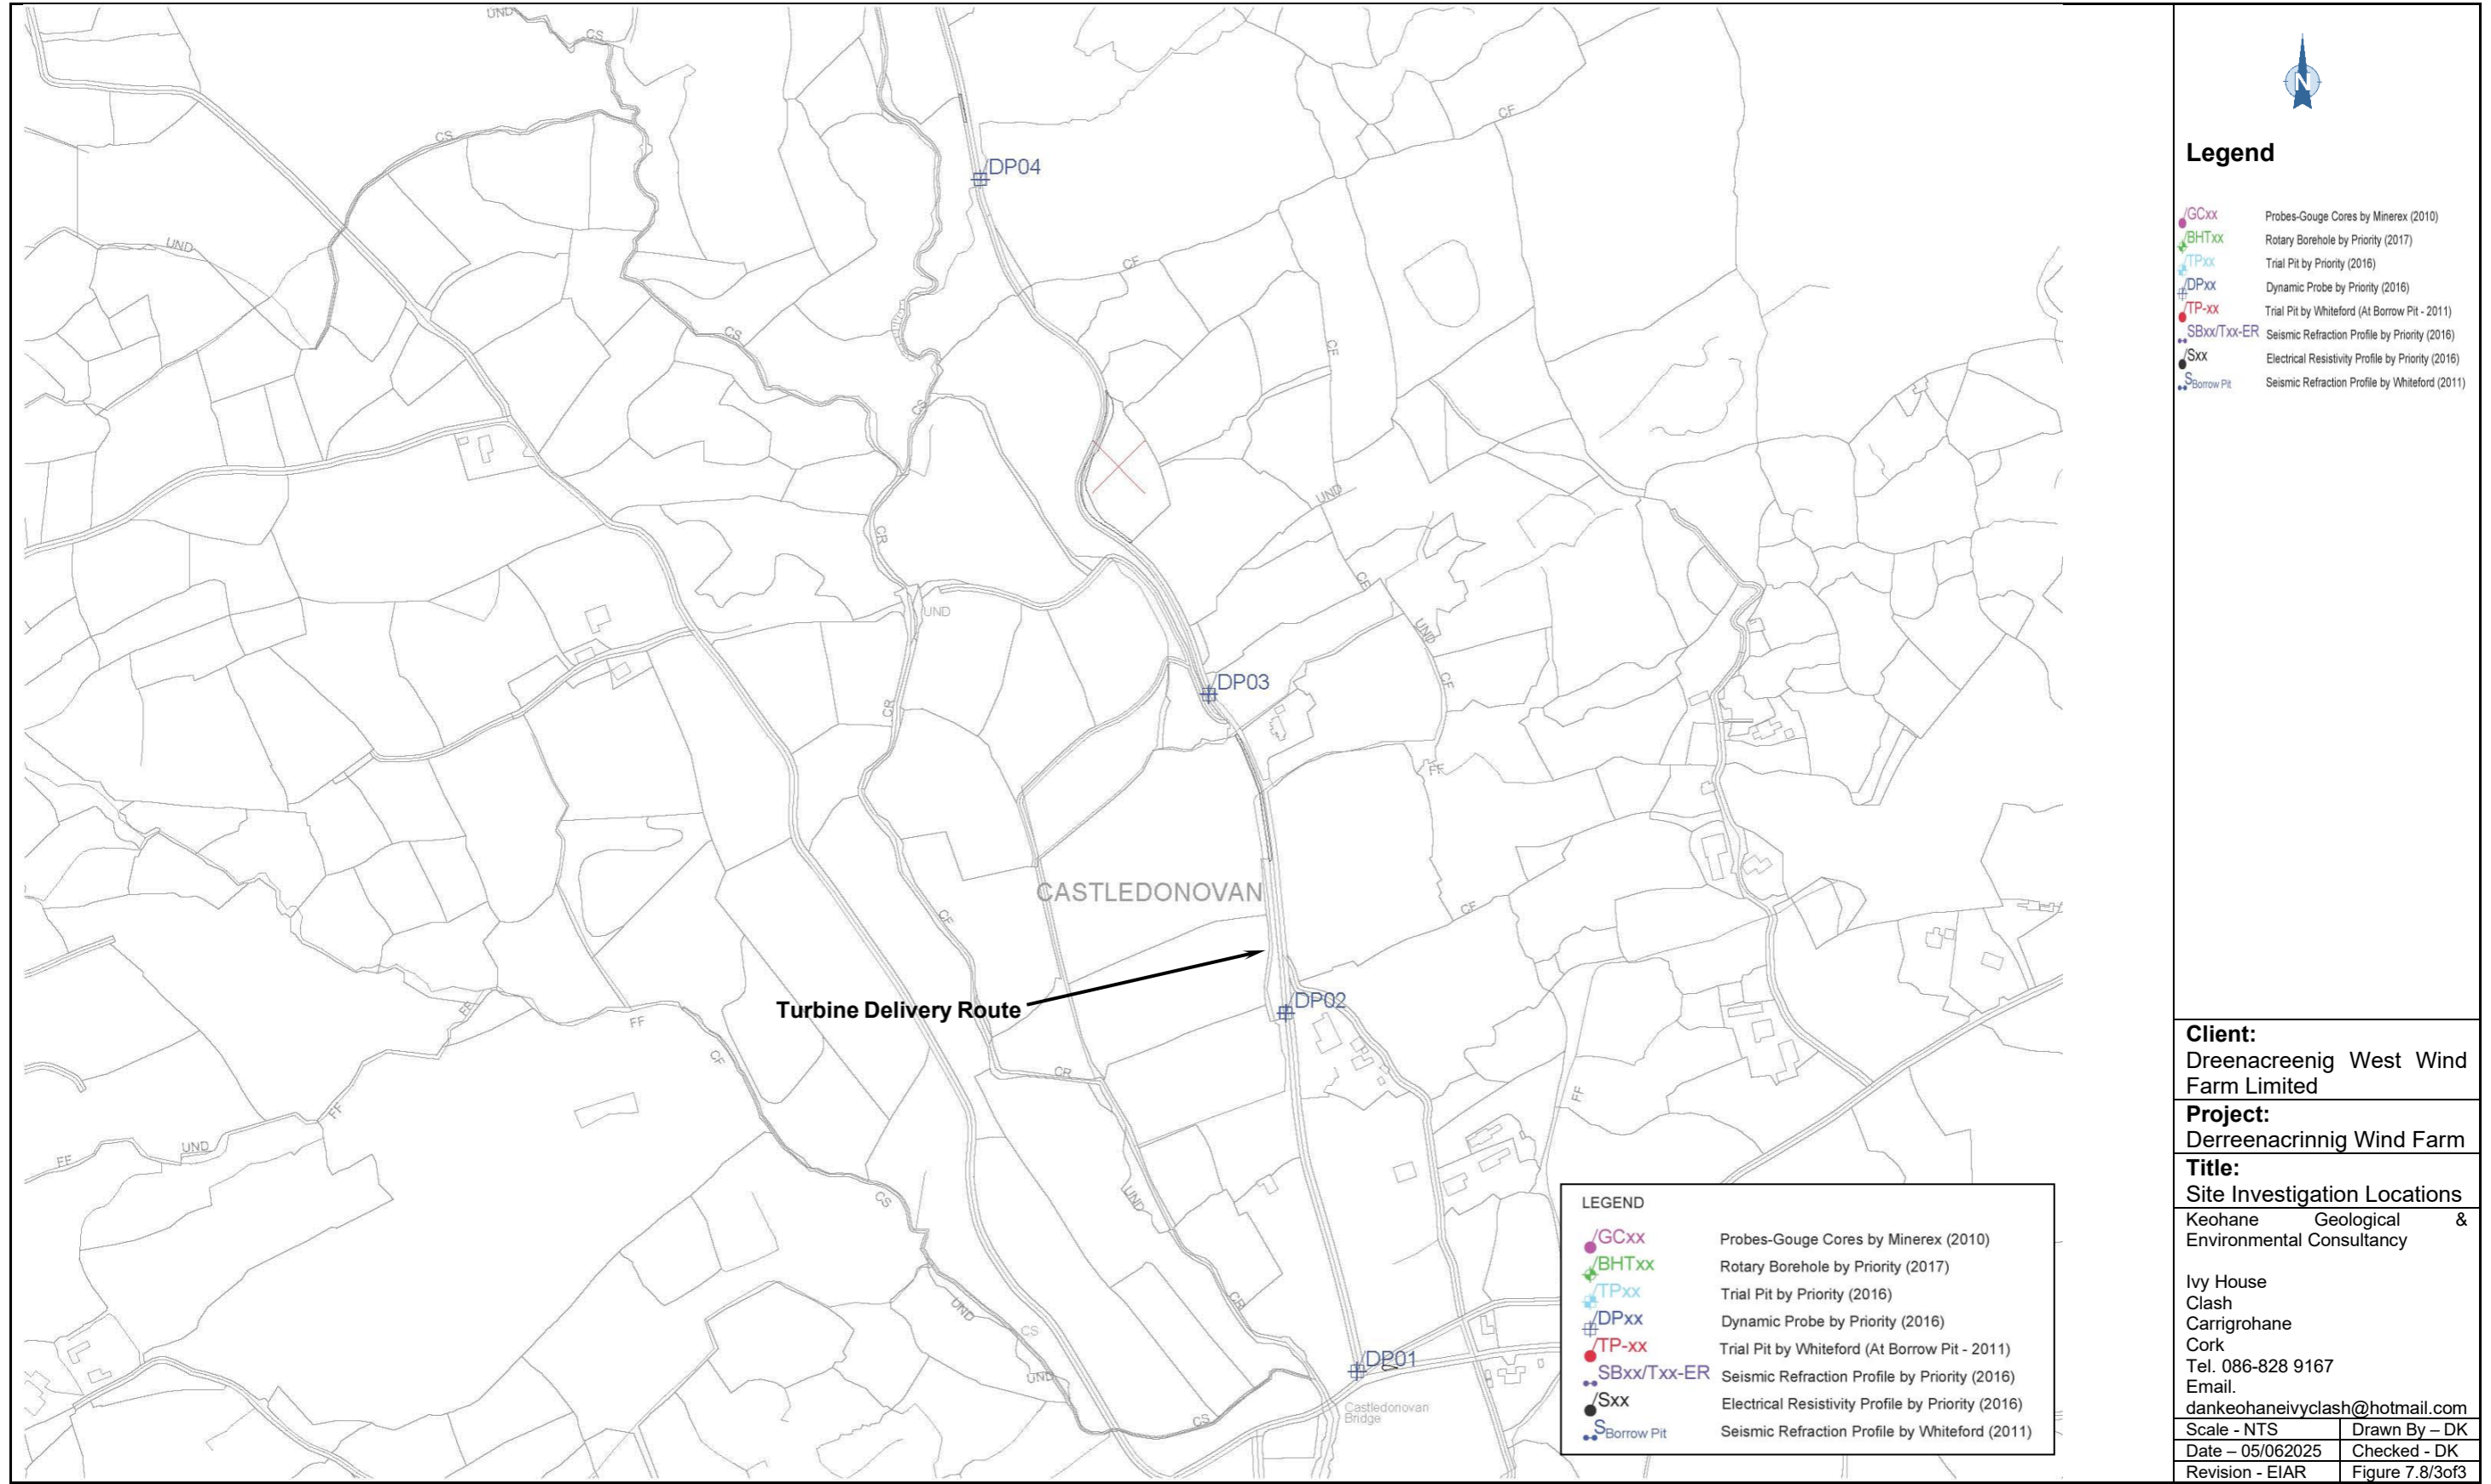 UND
CS
CS
UND
CF
/DP04
CF
CS
CF
CS
UND
CR
CF
UND
UND
CR
CF
/DP03
FF
CASTLEDONOVAN
CF
CF
Turbine Delivery Route
/DP02
FF
FF
CF
CR
FF
FF
UND
FF
CS
UND
UND
CS
CR
UND
CS
/DP01
Castledonovan
Bridge
LEGEND
/GCxx Probes-Gouge Cores by Minerex (2010)
/BHTxx Rotary Borehole by Priority (2017)
/TPxx Trial Pit by Priority (2016)
/DPxx Dynamic Probe by Priority (2016)
/TP-xx Trial Pit by Whiteford (At Borrow Pit - 2011)
SBxx/Txx-ER Seismic Refraction Profile by Priority (2016)
/Sxx Electrical Resistivity Profile by Priority (2016)
SBorrow Pit Seismic Refraction Profile by Whiteford (2011)
N
Legend
/GCxx Probes-Gouge Cores by Minerex (2010)
/BHTxx Rotary Borehole by Priority (2017)
/TPxx Trial Pit by Priority (2016)
/DPxx Dynamic Probe by Priority (2016)
/TP-xx Trial Pit by Whiteford (At Borrow Pit - 2011)
SBxx/Txx-ER Seismic Refraction Profile by Priority (2016)
/Sxx Electrical Resistivity Profile by Priority (2016)
SBorrow Pit Seismic Refraction Profile by Whiteford (2011)
Client:
Dreenacreenig West Wind
Farm Limited
Project:
Derreenacrinnig Wind Farm
Title:
Site Investigation Locations
Keohane Geological &
Environmental Consultancy
Ivy House
Clash
Carrigrohane
Cork
Tel. 086-828 9167
Email.
dankeohaneivyclash@hotmail.com
Scale - NTS Drawn By – DK
Date – 05/062025 Checked - DK
Revision - EIAR Figure 7.8/3of3